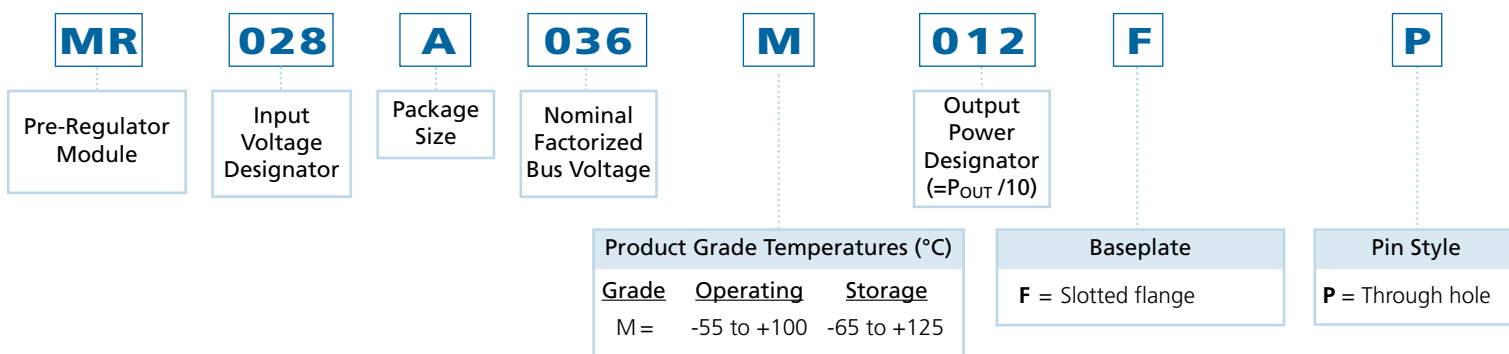 MR 028 A 036 M 012 F P
Pre-Regulator
Module
Input
Voltage
Designator
Package
Size
Nominal
Factorized
Bus Voltage
Output
Power
Designator
(=POUT /10)
Product Grade Temperatures (°C)
Grade Operating Storage
M = -55 to +100 -65 to +125
Baseplate
F = Slotted flange
Pin Style
P = Through hole